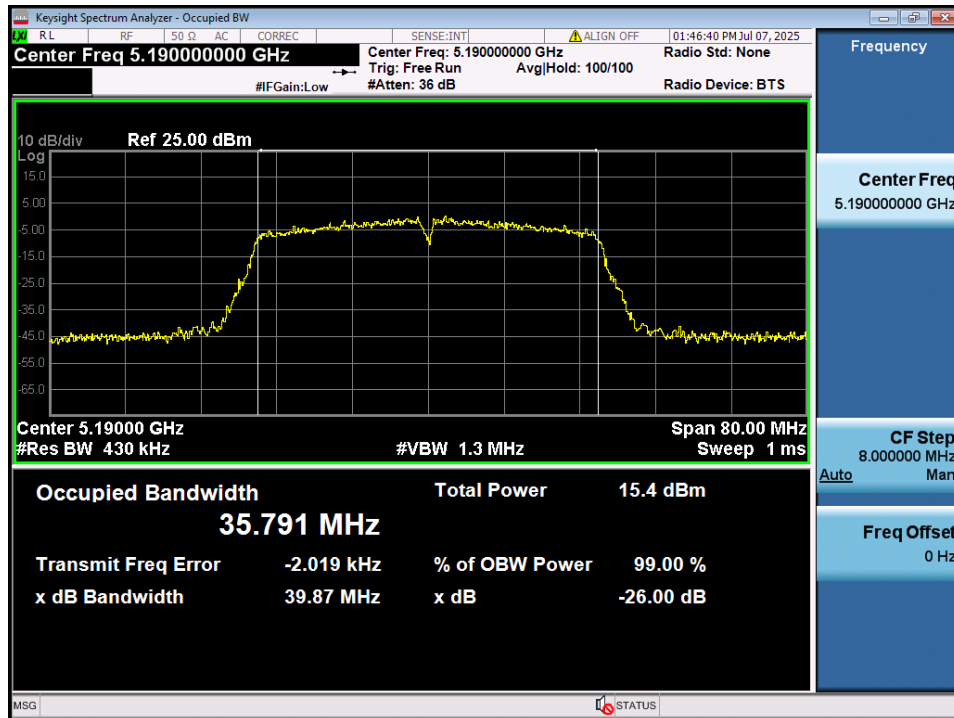 Keysight Spectrum Analyzer - Occupied BW
LXI RL RF 50 Ω AC CORREC SENSE:INT ALIGN OFF 01:46:40 PM Jul 07, 2025
Center Freq 5.190000000 GHz
Center Freq: 5.190000000 GHz
Radio Std: None
Trig: Free Run Avg|Hold: 100/100
#IFGain:Low
#Atten: 36 dB
Radio Device: BTS
10 dB/div Ref 25.00 dBm
Log
15.0
5.00
-5.00
-15.0
-25.0
-35.0
-45.0
-55.0
-65.0
Center 5.19000 GHz Span 80.00 MHz
#Res BW 430 kHz #VBW 1.3 MHz Sweep 1 ms
Occupied Bandwidth Total Power 15.4 dBm
35.791 MHz
Transmit Freq Error -2.019 kHz % of OBW Power 99.00 %
x dB Bandwidth 39.87 MHz x dB -26.00 dB
Frequency
Center Freq
5.190000000 GHz
CF Step
8.000000 MHz
Auto Man
Freq Offset
0 Hz
MSG STATUS